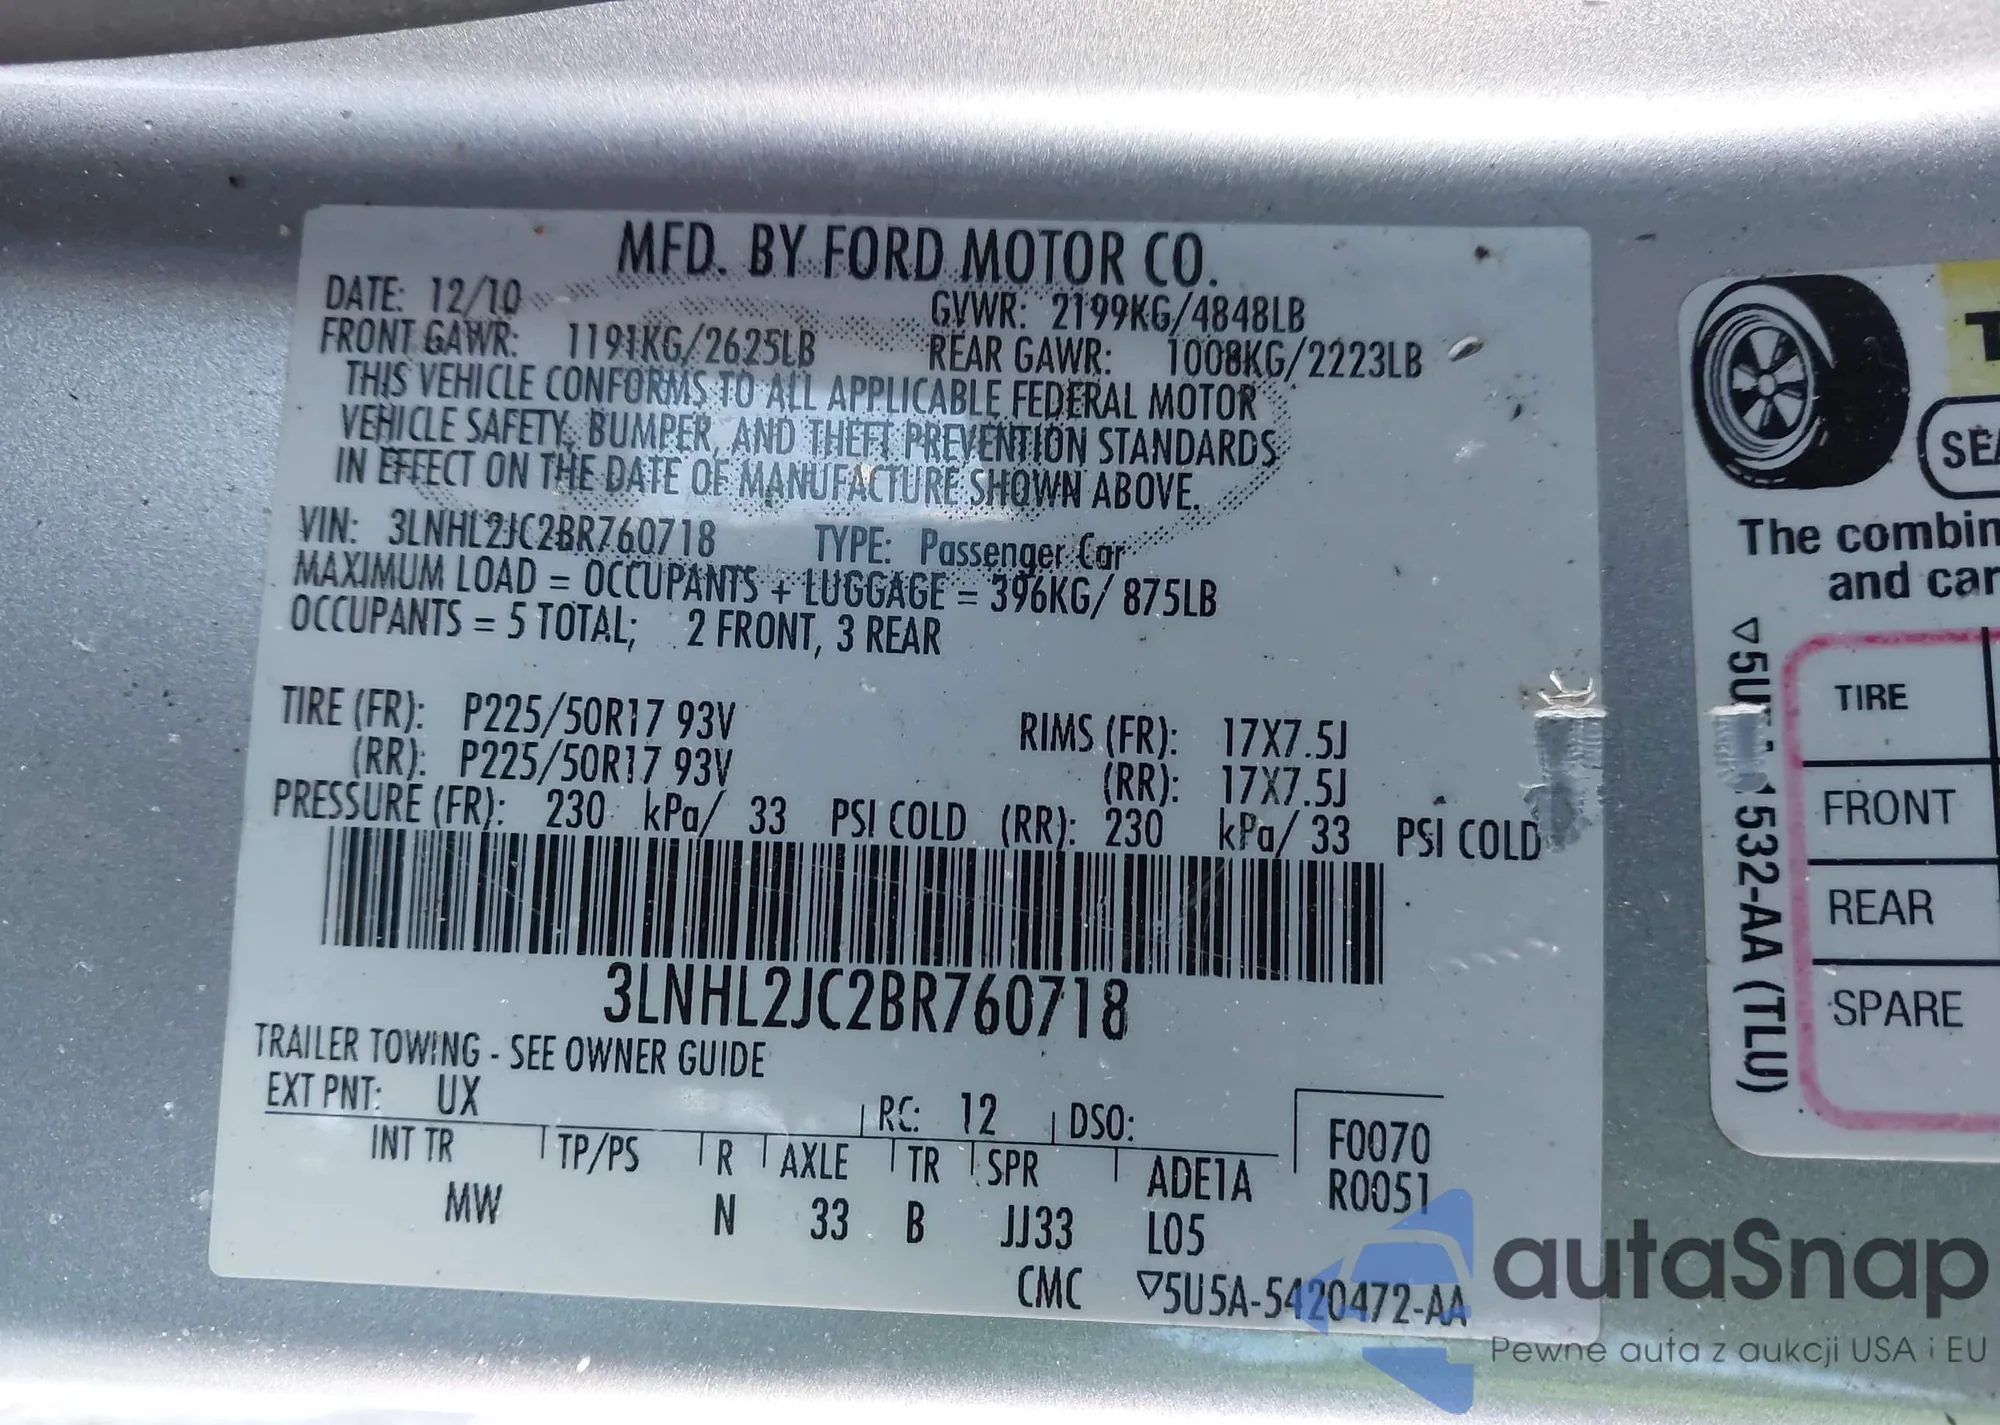 MFD. BY FORD MOTOR CO.
DATE: 12/10 GVWR: 2199KG/4848LB
FRONT GAWR: 1191KG/2625LB REAR GAWR: 1008KG/2223LB
THIS VEHICLE CONFORMS TO ALL APPLICABLE FEDERAL MOTOR
VEHICLE SAFETY, BUMPER, AND THEFT PREVENTION STANDARDS
IN EFFECT ON THE DATE OF MANUFACTURE SHOWN ABOVE.
VIN: 3LNHL2JC2BR760718 TYPE: Passenger Car
MAXIMUM LOAD = OCCUPANTS + LUGGAGE = 396KG/ 875LB
OCCUPANTS = 5 TOTAL; 2 FRONT, 3 REAR
TIRE (FR): P225/50R17 93V RIMS (FR): 17X7.5J
(RR): P225/50R17 93V (RR): 17X7.5J
PRESSURE (FR): 230 kPa/ 33 PSI COLD (RR): 230 kPa/ 33 PSI COLD
3LNHL2JC2BR760718
TRAILER TOWING - SEE OWNER GUIDE
EXT PNT: UX RC: 12 DSO: F0070
INT TR TP/PS R AXLE TR SPR ADE1A R0051
MW N 33 B JJ33 L05
CMC ▽5U5A-5420472-AA
The combin
and car
TIRE
FRONT
REAR
SPARE
1532-AA (TLU)
autaSnap
Pewne auta z aukcji USA i EU